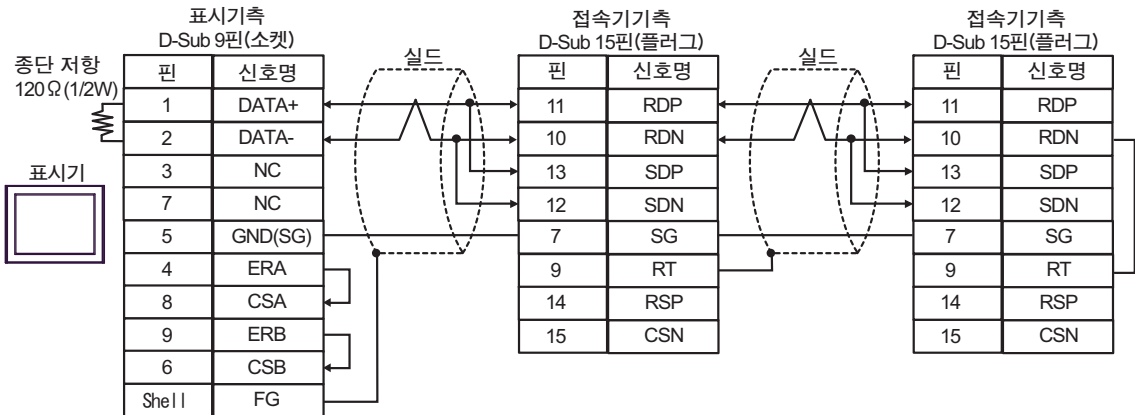 표시기측
D-Sub 9핀(소켓)
종단 저항
120Ω(1/2W)
표시기
핀 신호명
1 DATA+
2 DATA-
3 NC
7 NC
5 GND(SG)
4 ERA
8 CSA
9 ERB
6 CSB
Shell FG
실드
접속기기측
D-Sub 15핀(플러그)
핀 신호명
11 RDP
10 RDN
13 SDP
12 SDN
7 SG
9 RT
14 RSP
15 CSN
실드
접속기기측
D-Sub 15핀(플러그)
핀 신호명
11 RDP
10 RDN
13 SDP
12 SDN
7 SG
9 RT
14 RSP
15 CSN